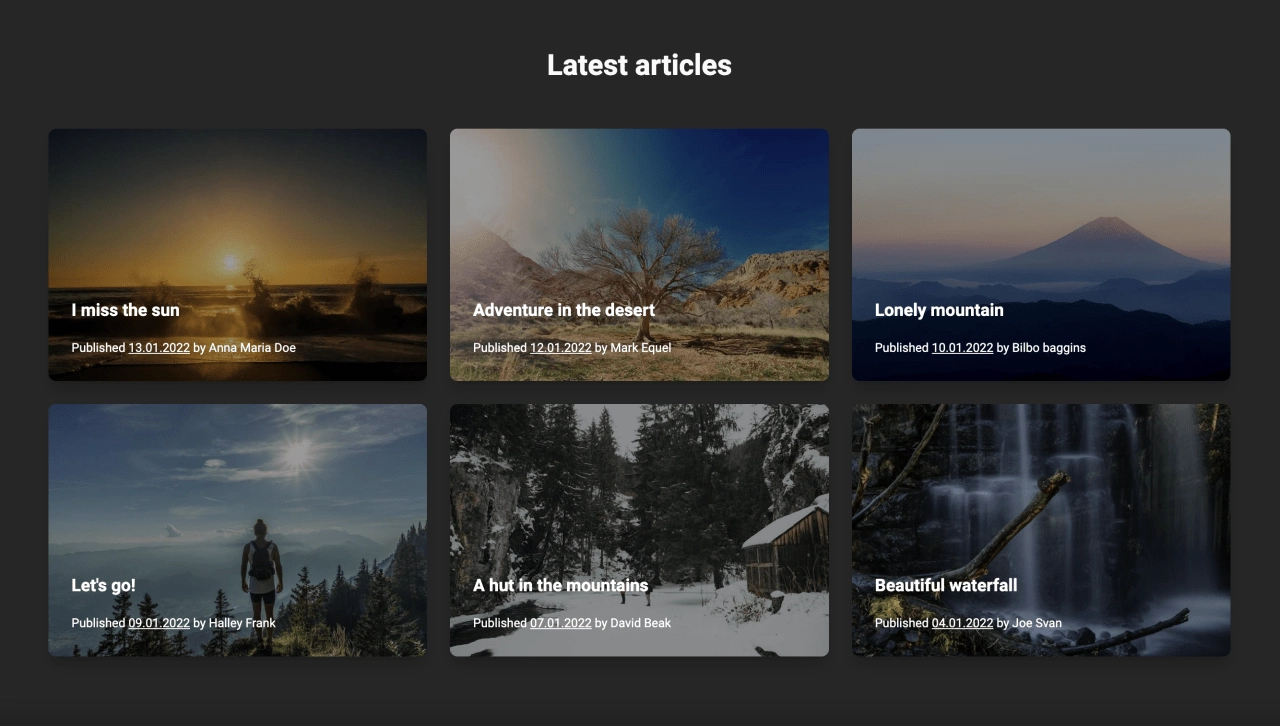 Latest articles
I miss the sun
Published 13.01.2022 by Anna Maria Doe
Adventure in the desert
Published 12.01.2022 by Mark Equel
Lonely mountain
Published 10.01.2022 by Bilbo baggins
Let's go!
Published 09.01.2022 by Halley Frank
A hut in the mountains
Published 07.01.2022 by David Beak
Beautiful waterfall
Published 04.01.2022 by Joe Svan